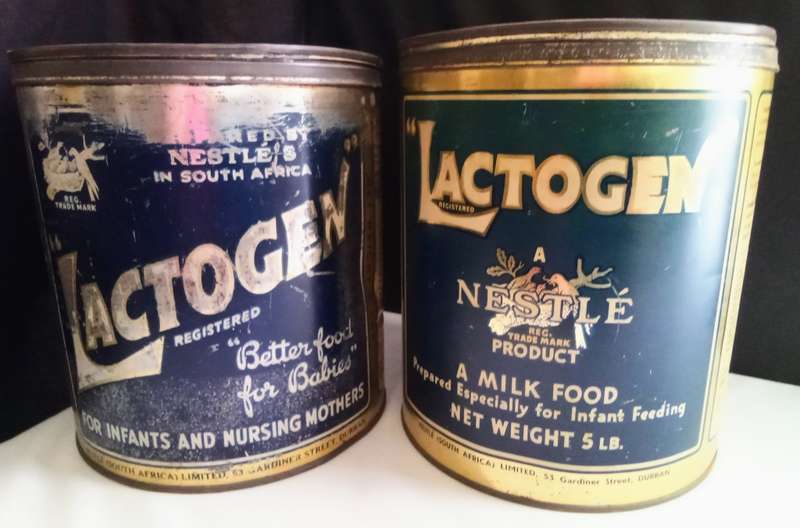 BY
NESTLÉ'S
IN SOUTH AFRICA
REG.
TRADE MARK
"LACTOGEN"
REGISTERED
"Better food
for Babies"
FOR INFANTS AND NURSING MOTHERS
(SOUTH AFRICA) LIMITED, 53 GARDINER STREET, DURBAN
"LACTOGEN"
REGISTERED
A
NESTLÉ
REG.
TRADE MARK
PRODUCT
A MILK FOOD
Prepared Especially for Infant Feeding
NET WEIGHT 5 LB.
NESTLÉ (SOUTH AFRICA) LIMITED, 53 Gardiner Street, DURBAN